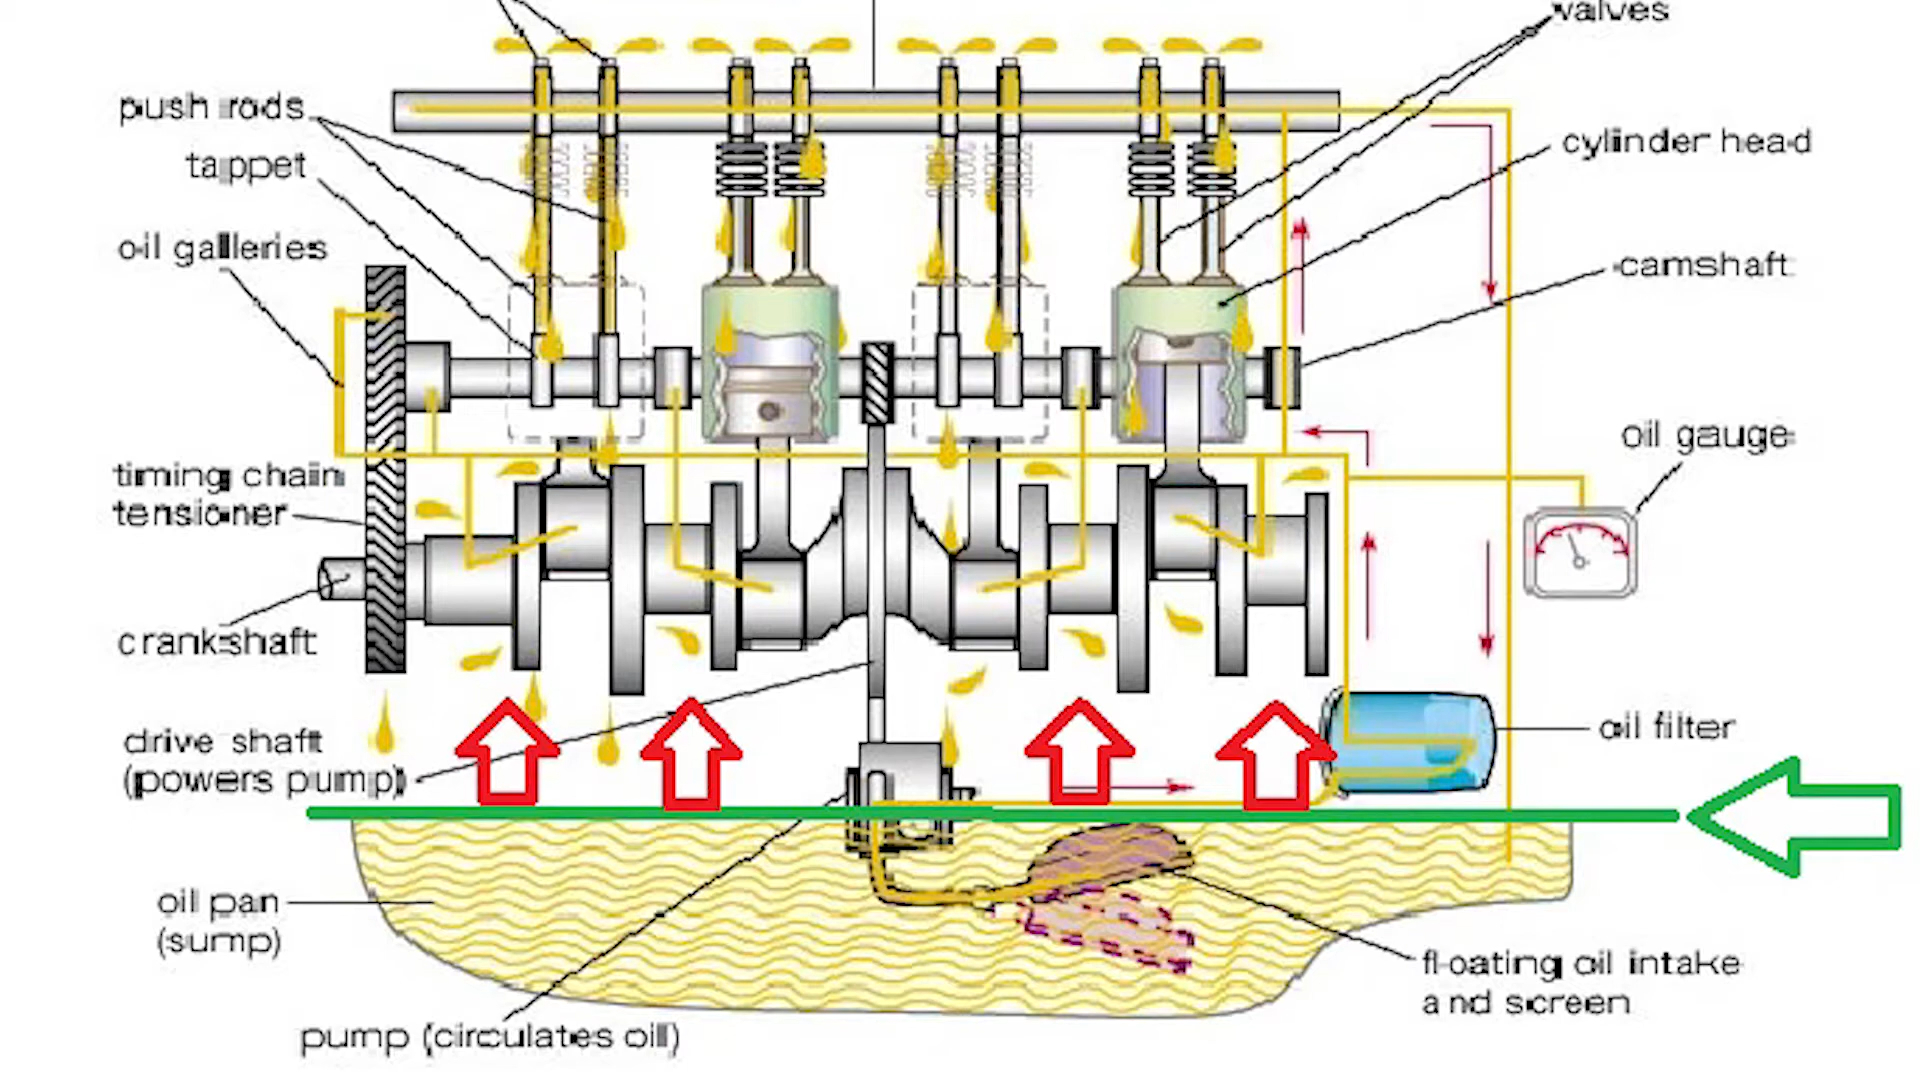 valves
push rods
tappet
oil galleries
cylinder head
camshaft
oil gauge
timing chain
tensioner
crankshaft
drive shaft
(powers pump)
oil filter
oil pan
(sump)
floating oil intake
and screen
pump (circulates oil)